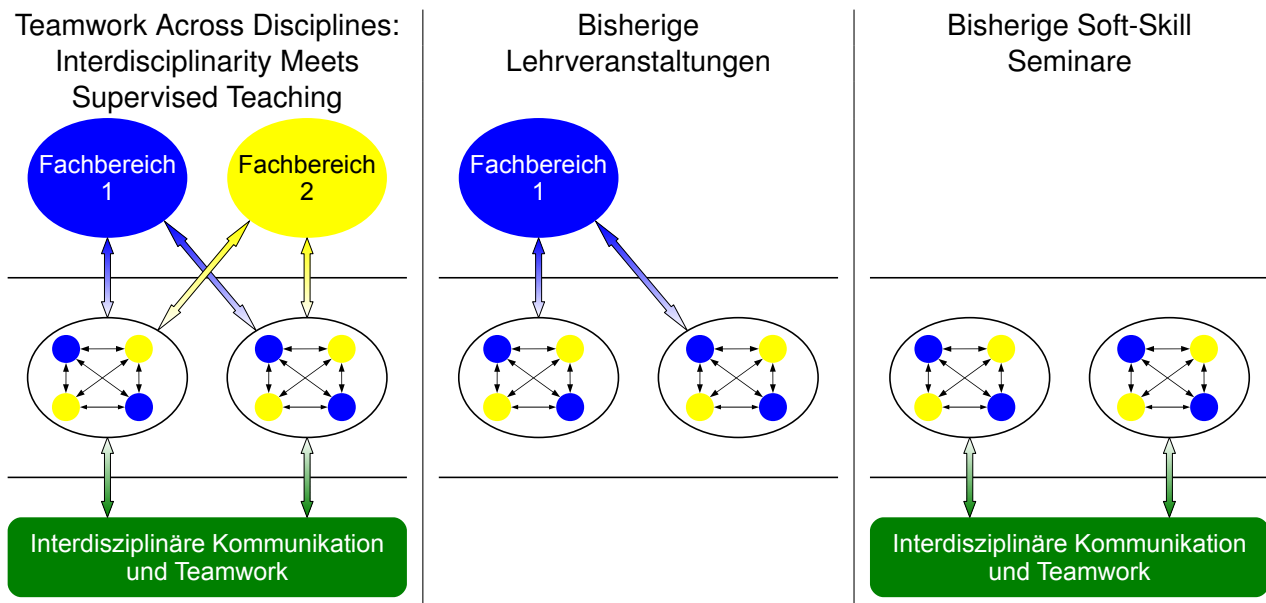 Teamwork Across Disciplines:
Interdisciplinarity Meets
Supervised Teaching
Fachbereich
1
Fachbereich
2
Interdisziplinäre Kommunikation
und Teamwork
Bisherige
Lehrveranstaltungen
Fachbereich
1
Bisherige Soft-Skill
Seminare
Interdisziplinäre Kommunikation
und Teamwork